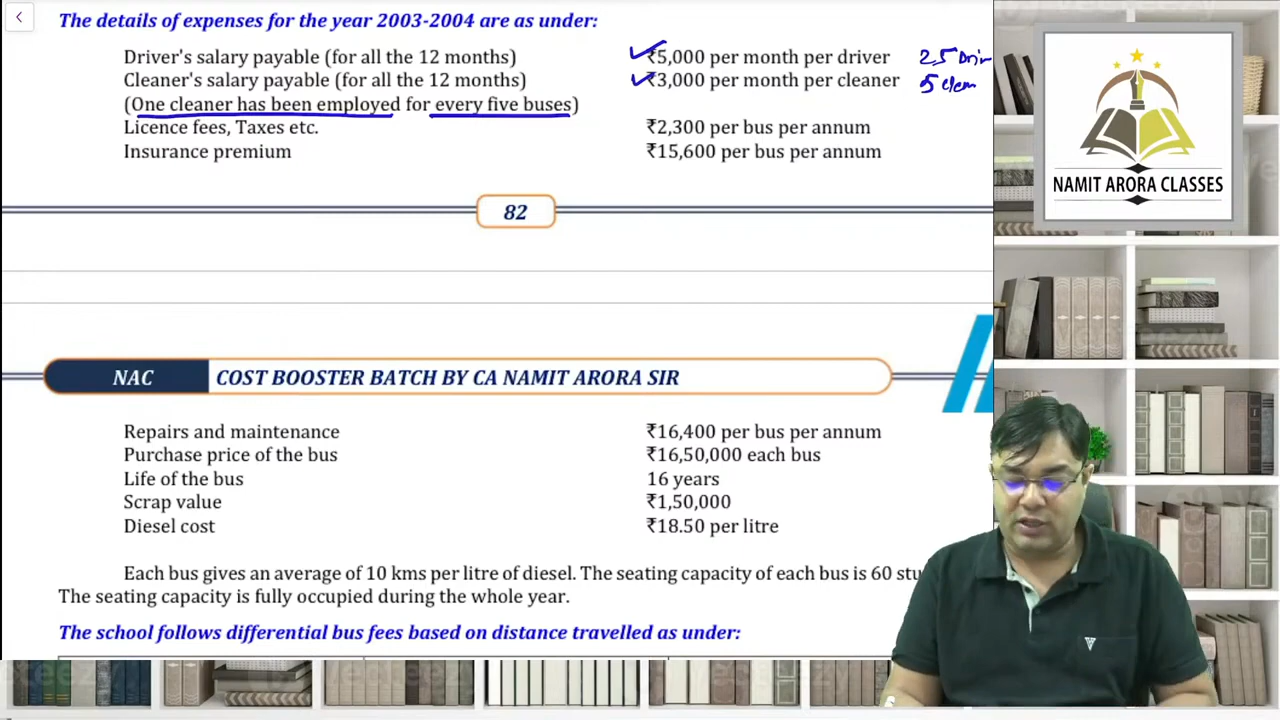 The details of expenses for the year 2003-2004 are as under:
Driver's salary payable (for all the 12 months) ₹5,000 per month per driver 25
Cleaner's salary payable (for all the 12 months) ₹3,000 per month per cleaner 5
(One cleaner has been employed for every five buses)
Licence fees, Taxes etc. ₹2,300 per bus per annum
Insurance premium ₹15,600 per bus per annum
NAMIT ARORA CLASSES
82
NAC COST BOOSTER BATCH BY CA NAMIT ARORA SIR
Repairs and maintenance ₹16,400 per bus per annum
Purchase price of the bus ₹16,50,000 each bus
Life of the bus 16 years
Scrap value ₹1,50,000
Diesel cost ₹18.50 per litre
Each bus gives an average of 10 kms per litre of diesel. The seating capacity of each bus is 60 stu
The seating capacity is fully occupied during the whole year.
The school follows differential bus fees based on distance travelled as under: